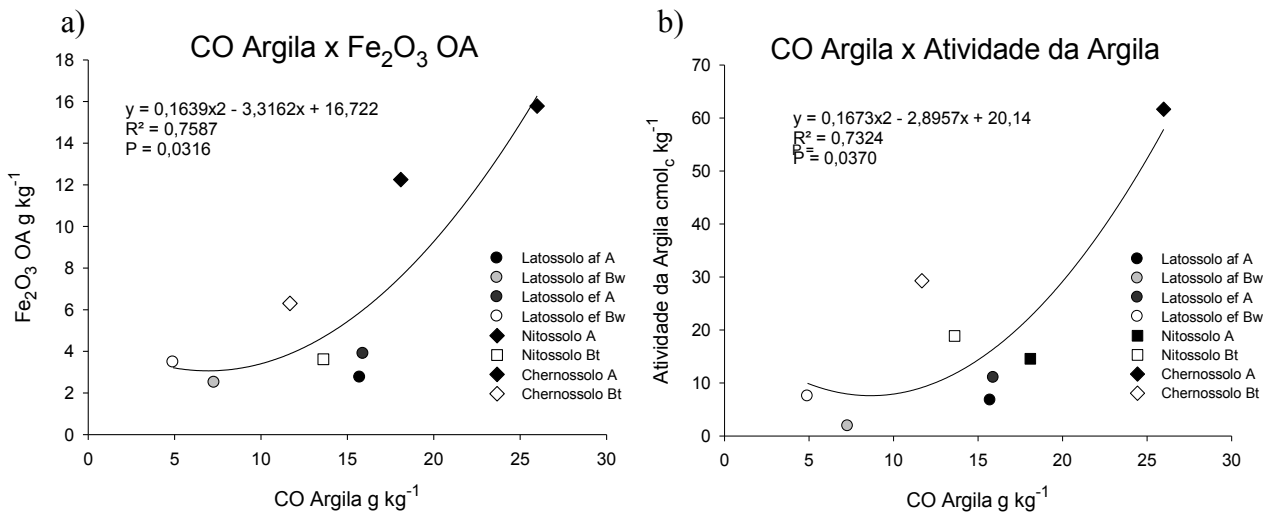 a)
CO Argila x Fe2O3 OA
18
16
14
12
10
8
6
4
2
0
Fe2O3 OA g kg-1
y = 0,1639x2 - 3,3162x + 16,722
R² = 0,7587
P = 0,0316
Latossolo af A
Latossolo af Bw
Latossolo ef A
Latossolo ef Bw
Nitossolo A
Nitossolo Bt
Chernossolo A
Chernossolo Bt
0 5 10 15 20 25 30
CO Argila g kg-1
b)
CO Argila x Atividade da Argila
70
60
50
40
30
20
10
0
Atividade da Argila cmolc kg-1
y = 0,1673x2 - 2,8957x + 20,14
R² = 0,7324
P =
P = 0,0370
Latossolo af A
Latossolo af Bw
Latossolo ef A
Latossolo ef Bw
Nitossolo A
Nitossolo Bt
Chernossolo A
Chernossolo Bt
0 5 10 15 20 25 30
CO Argila g kg-1